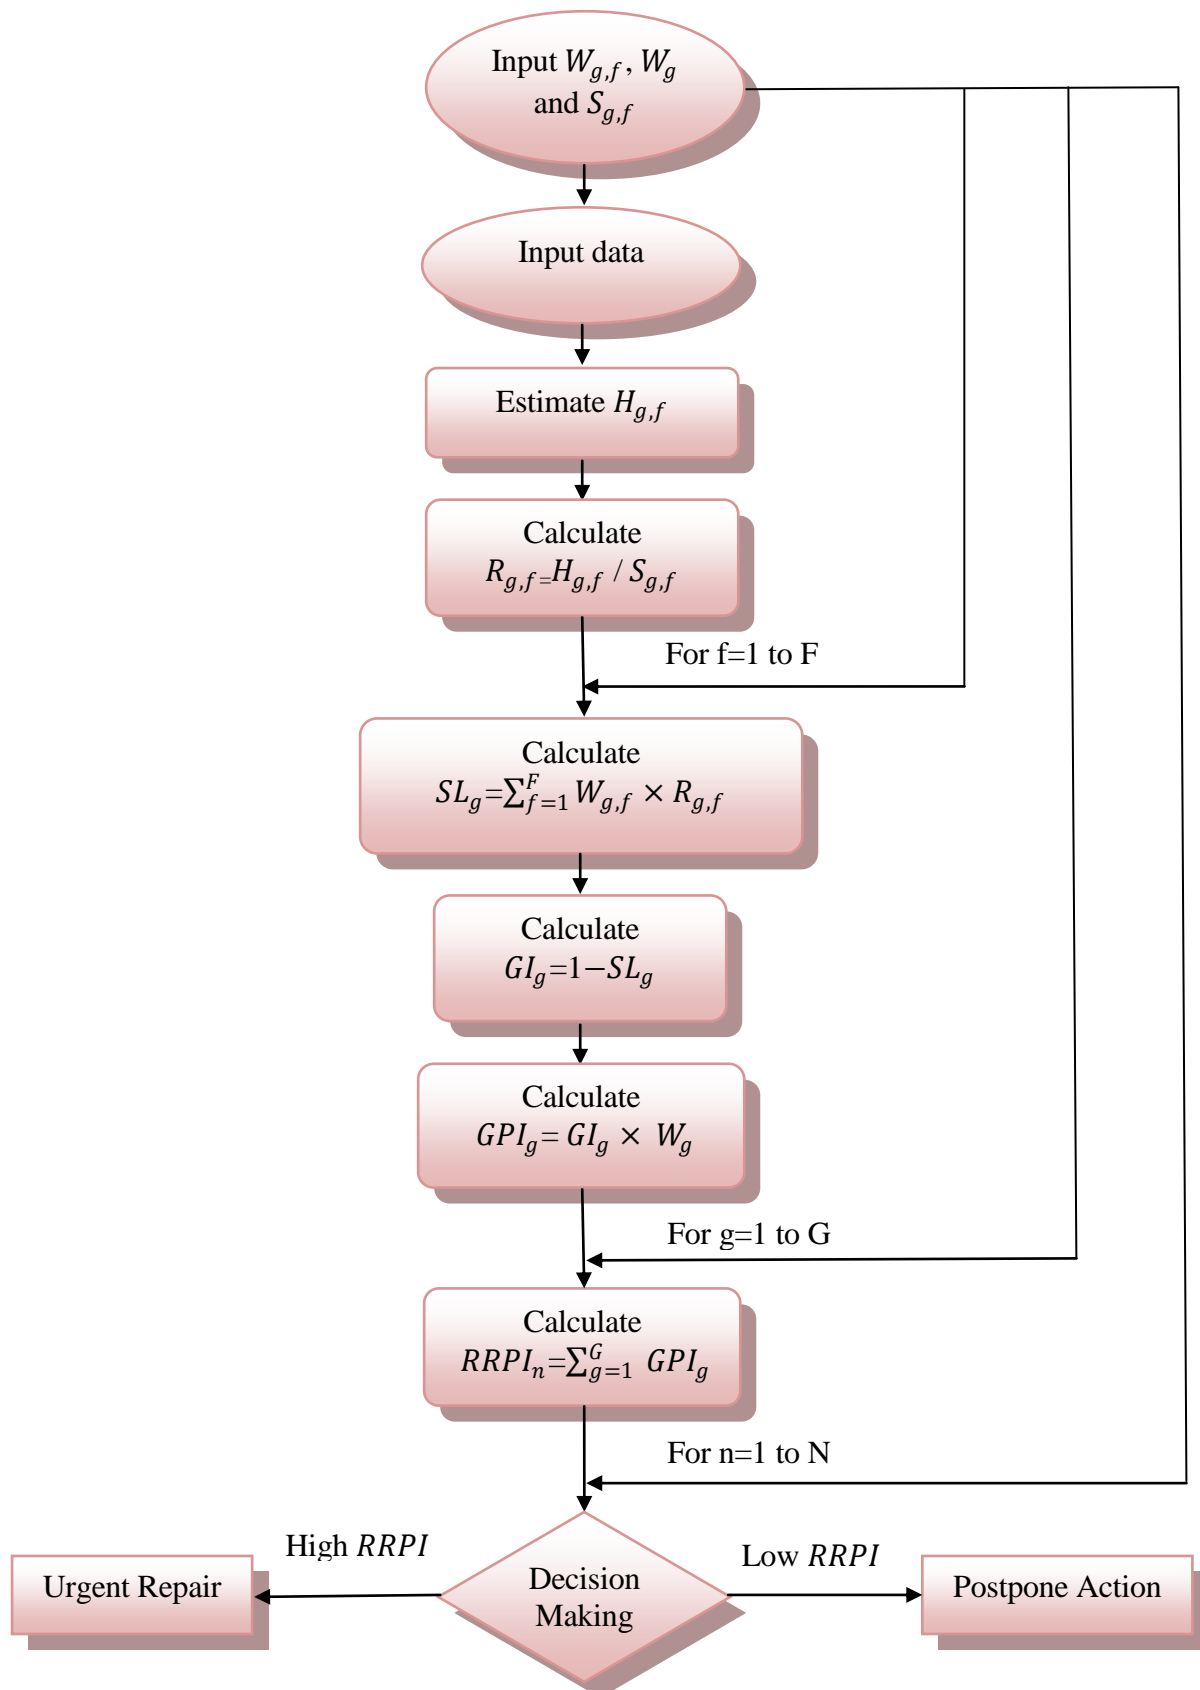 Input W_{g,f}, W_g
and S_{g,f}
Input data
Estimate H_{g,f}
Calculate
R_{g,f}=H_{g,f} / S_{g,f}
For f=1 to F
Calculate
SL_g=∑_{f=1}^{F} W_{g,f} × R_{g,f}
Calculate
GI_g=1−SL_g
Calculate
GPI_g= GI_g × W_g
For g=1 to G
Calculate
RRPI_n=∑_{g=1}^{G} GPI_g
For n=1 to N
High RRPI
Low RRPI
Urgent Repair
Decision
Making
Postpone Action